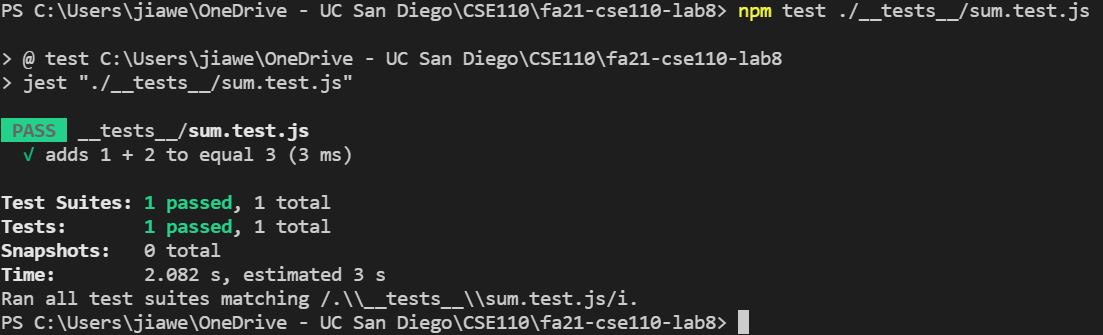 PS C:\Users\jiawe\OneDrive - UC San Diego\CSE110\fa21-cse110-lab8> npm test ./__tests__/sum.test.js
> @ test C:\Users\jiawe\OneDrive - UC San Diego\CSE110\fa21-cse110-lab8
> jest "./__tests__/sum.test.js"
PASS __tests__/sum.test.js
√ adds 1 + 2 to equal 3 (3 ms)
Test Suites: 1 passed, 1 total
Tests: 1 passed, 1 total
Snapshots: 0 total
Time: 2.082 s, estimated 3 s
Ran all test suites matching /.\\__tests__\\sum.test.js/i.
PS C:\Users\jiawe\OneDrive - UC San Diego\CSE110\fa21-cse110-lab8>